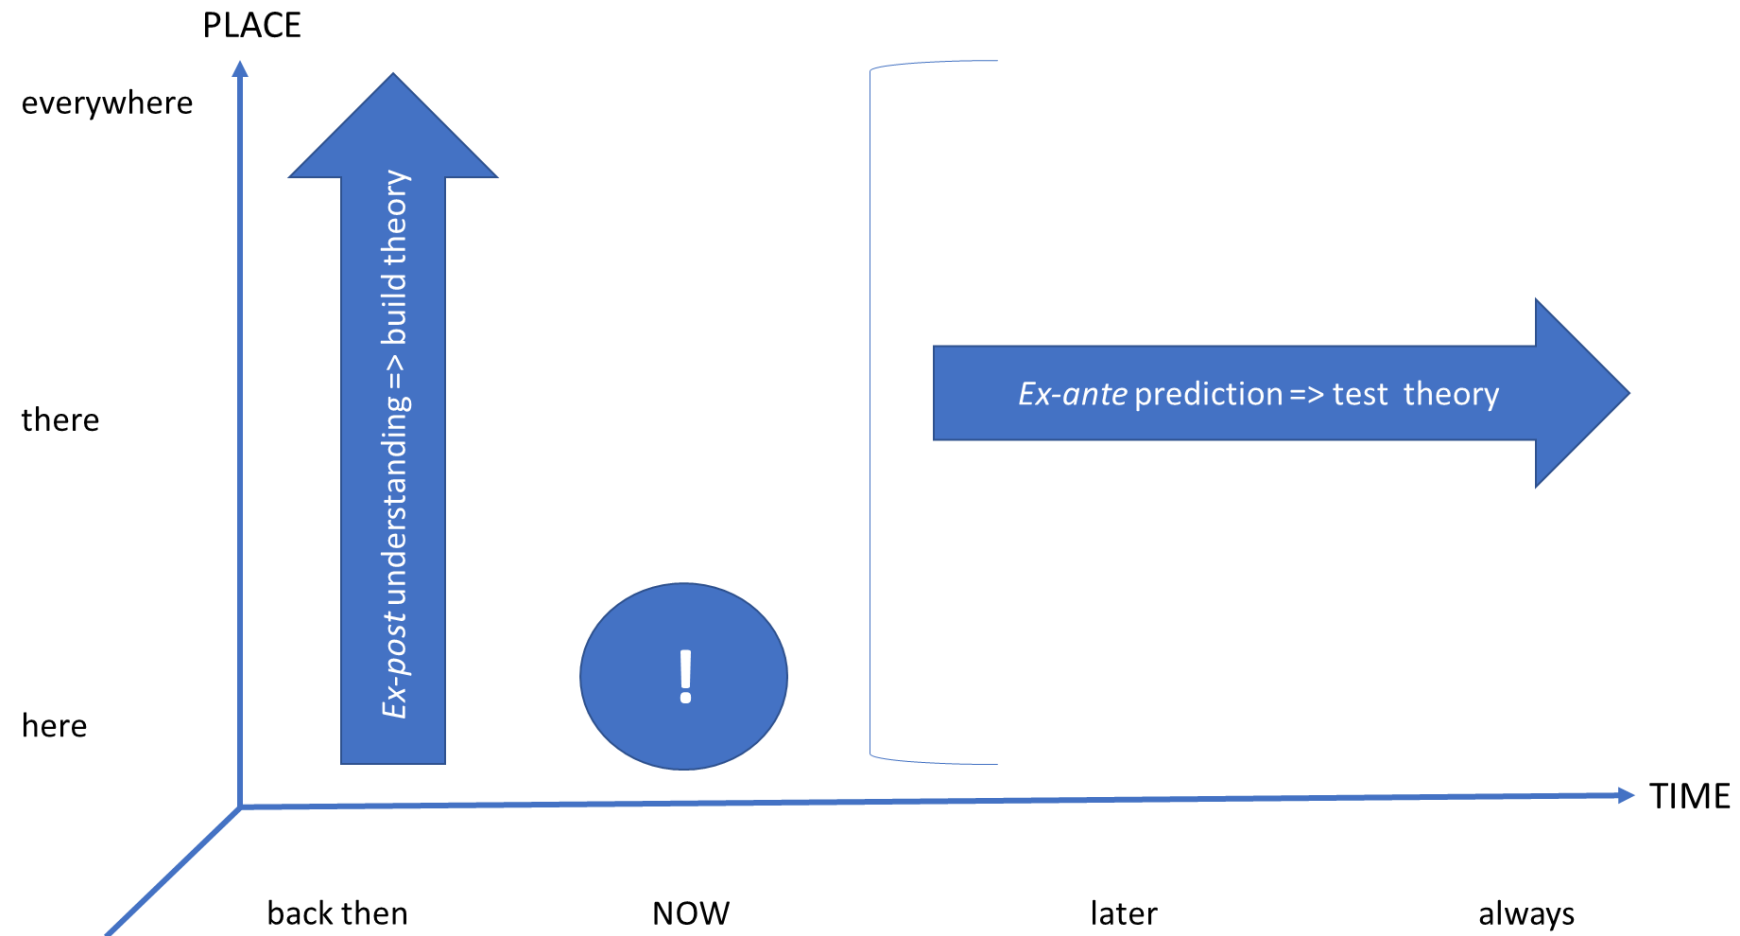 PLACE
everywhere
there
here
Ex-post understanding => build theory
!
Ex-ante prediction => test theory
TIME
back then
NOW
later
always